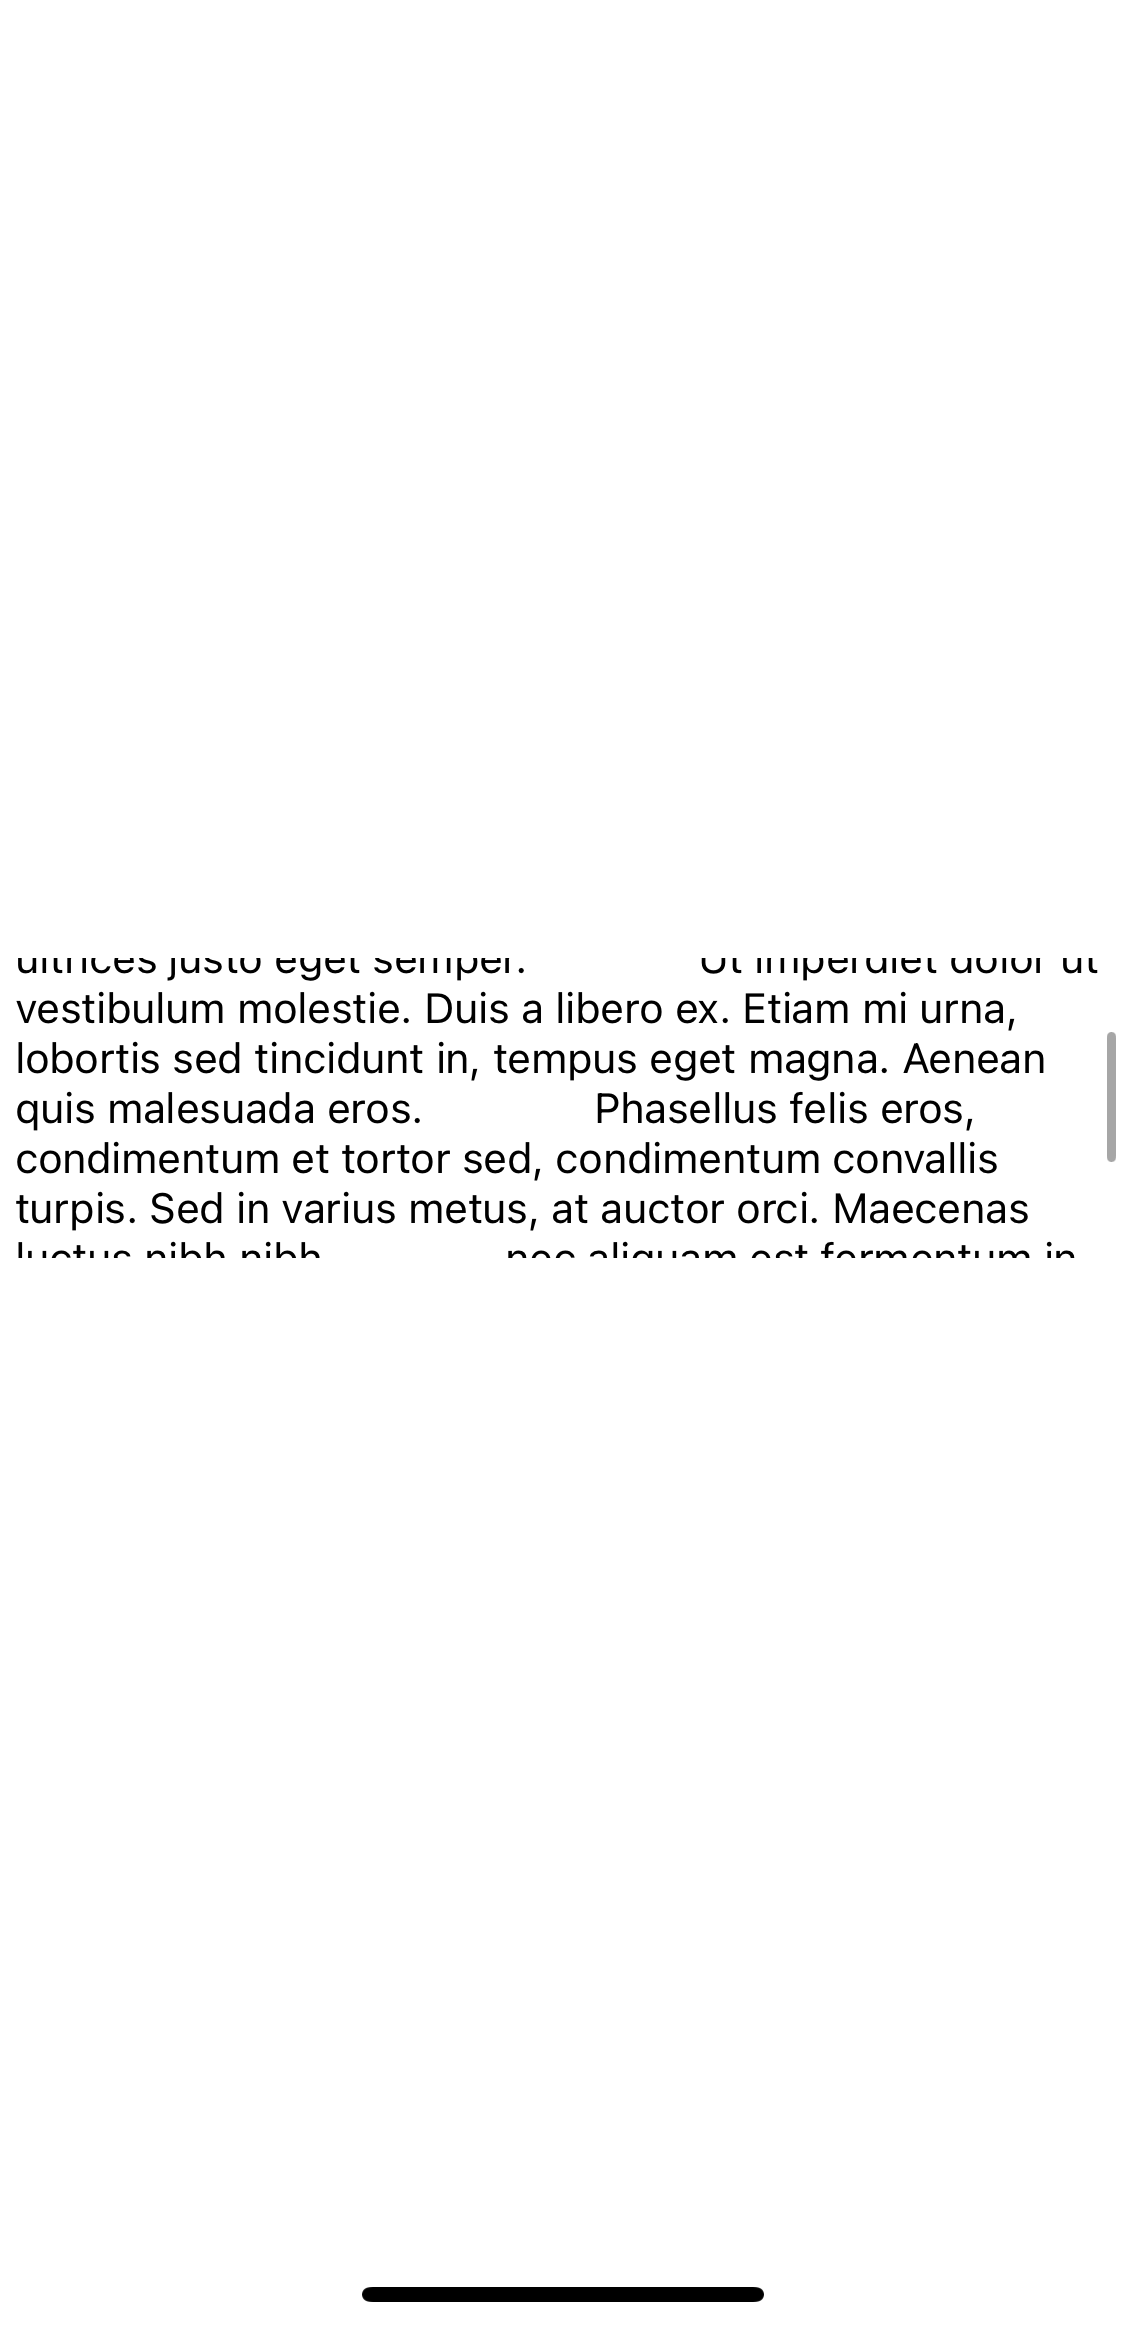 ultrices justo eget semper. Ut imperdiet dolor ut
vestibulum molestie. Duis a libero ex. Etiam mi urna,
lobortis sed tincidunt in, tempus eget magna. Aenean
quis malesuada eros. Phasellus felis eros,
condimentum et tortor sed, condimentum convallis
turpis. Sed in varius metus, at auctor orci. Maecenas
luctus nibh nibh nec aliquam est fermentum in